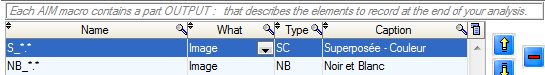 Each AIM macro contains a part OUTPUT : that describes the elements to record at the end of your analysis.
Name What Type Caption
S_*.* Image SC Superposée - Couleur
NB_*.* Image NB Noir et Blanc